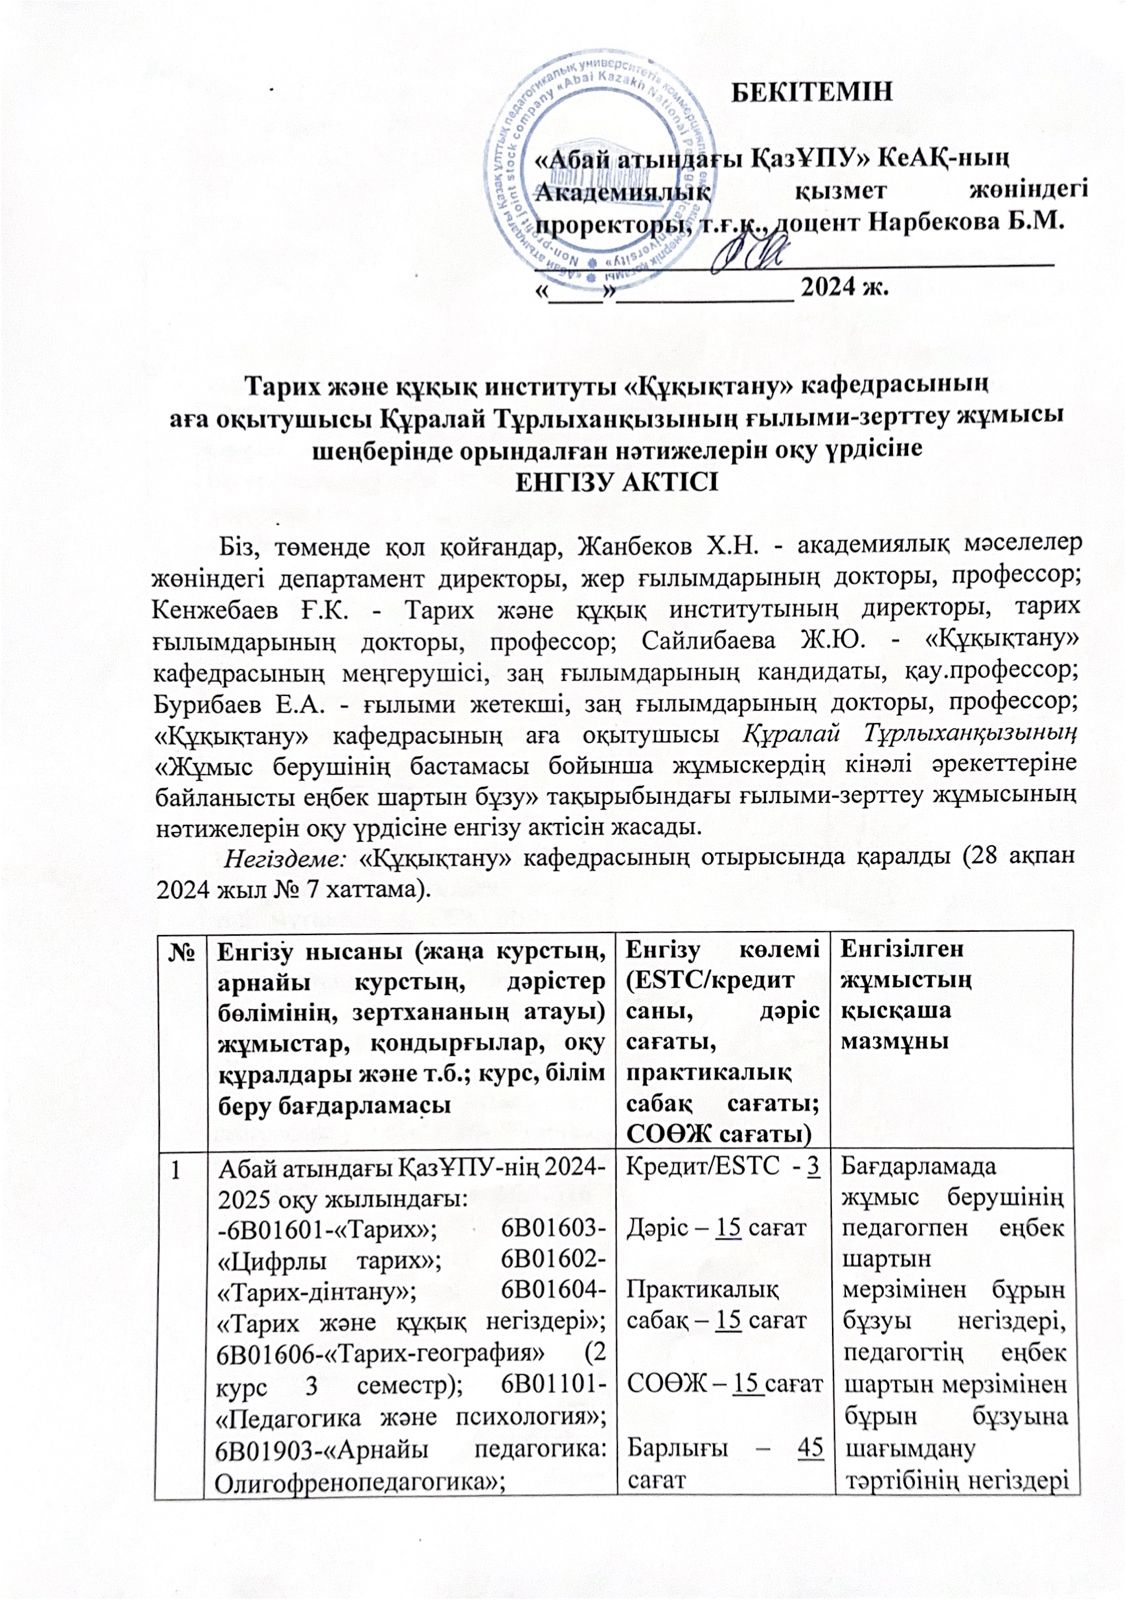 БЕКІТЕМІН
«Абай атындағы ҚазҰПУ» КеАҚ-ның
Академиялық қызмет жөніндегі
проректоры, т.ғ.к., доцент Нарбекова Б.М.
«____»_____________ 2024 ж.
Тарих және құқық институты «Құқықтану» кафедрасының
аға оқытушысы Құралай Тұрлыханқызының ғылыми-зерттеу жұмысы
шеңберінде орындалған нәтижелерін оқу үрдісіне
ЕНГІЗУ АКТІСІ
Біз, төменде қол қойғандар, Жанбеков Х.Н. - академиялық мәселелер
жөніндегі департамент директоры, жер ғылымдарының докторы, профессор;
Кенжебаев Ғ.К. - Тарих және құқық институтының директоры, тарих
ғылымдарының докторы, профессор; Сайлибаева Ж.Ю. - «Құқықтану»
кафедрасының меңгерушісі, заң ғылымдарының кандидаты, қау.профессор;
Бурибаев Е.А. - ғылыми жетекші, заң ғылымдарының докторы, профессор;
«Құқықтану» кафедрасының аға оқытушысы Құралай Тұрлыханқызының
«Жұмыс берушінің бастамасы бойынша жұмыскердің кінәлі әрекеттеріне
байланысты еңбек шартын бұзу» тақырыбындағы ғылыми-зерттеу жұмысының
нәтижелерін оқу үрдісіне енгізу актісін жасады.
Негіздеме: «Құқықтану» кафедрасының отырысында қаралды (28 ақпан
2024 жыл № 7 хаттама).
№
Енгізу нысаны (жаңа курстың,
арнайы курстың, дәрістер
бөлімінің, зертхананың атауы)
жұмыстар, қондырғылар, оқу
құралдары және т.б.; курс, білім
беру бағдарламасы
Енгізу көлемі
(ESTC/кредит
саны, дәріс
сағаты,
практикалық
сабақ сағаты;
СОӨЖ сағаты)
Енгізілген
жұмыстың
қысқаша
мазмұны
1
Абай атындағы ҚазҰПУ-нің 2024-
2025 оқу жылындағы:
-6В01601-«Тарих»; 6В01603-
«Цифрлы тарих»; 6В01602-
«Тарих-дінтану»; 6В01604-
«Тарих және құқық негіздері»;
6В01606-«Тарих-география» (2
курс 3 семестр); 6В01101-
«Педагогика және психология»;
6В01903-«Арнайы педагогика:
Олигофренопедагогика»;
Кредит/ESTC - 3
Дәріс – 15 сағат
Практикалық
сабақ – 15 сағат
СОӨЖ – 15 сағат
Барлығы – 45
сағат
Бағдарламада
жұмыс берушінің
педагогпен еңбек
шартын
мерзімінен бұрын
бұзуы негіздері,
педагогтің еңбек
шартын мерзімінен
бұрын бұзуына
шағымдану
тәртібінің негіздері